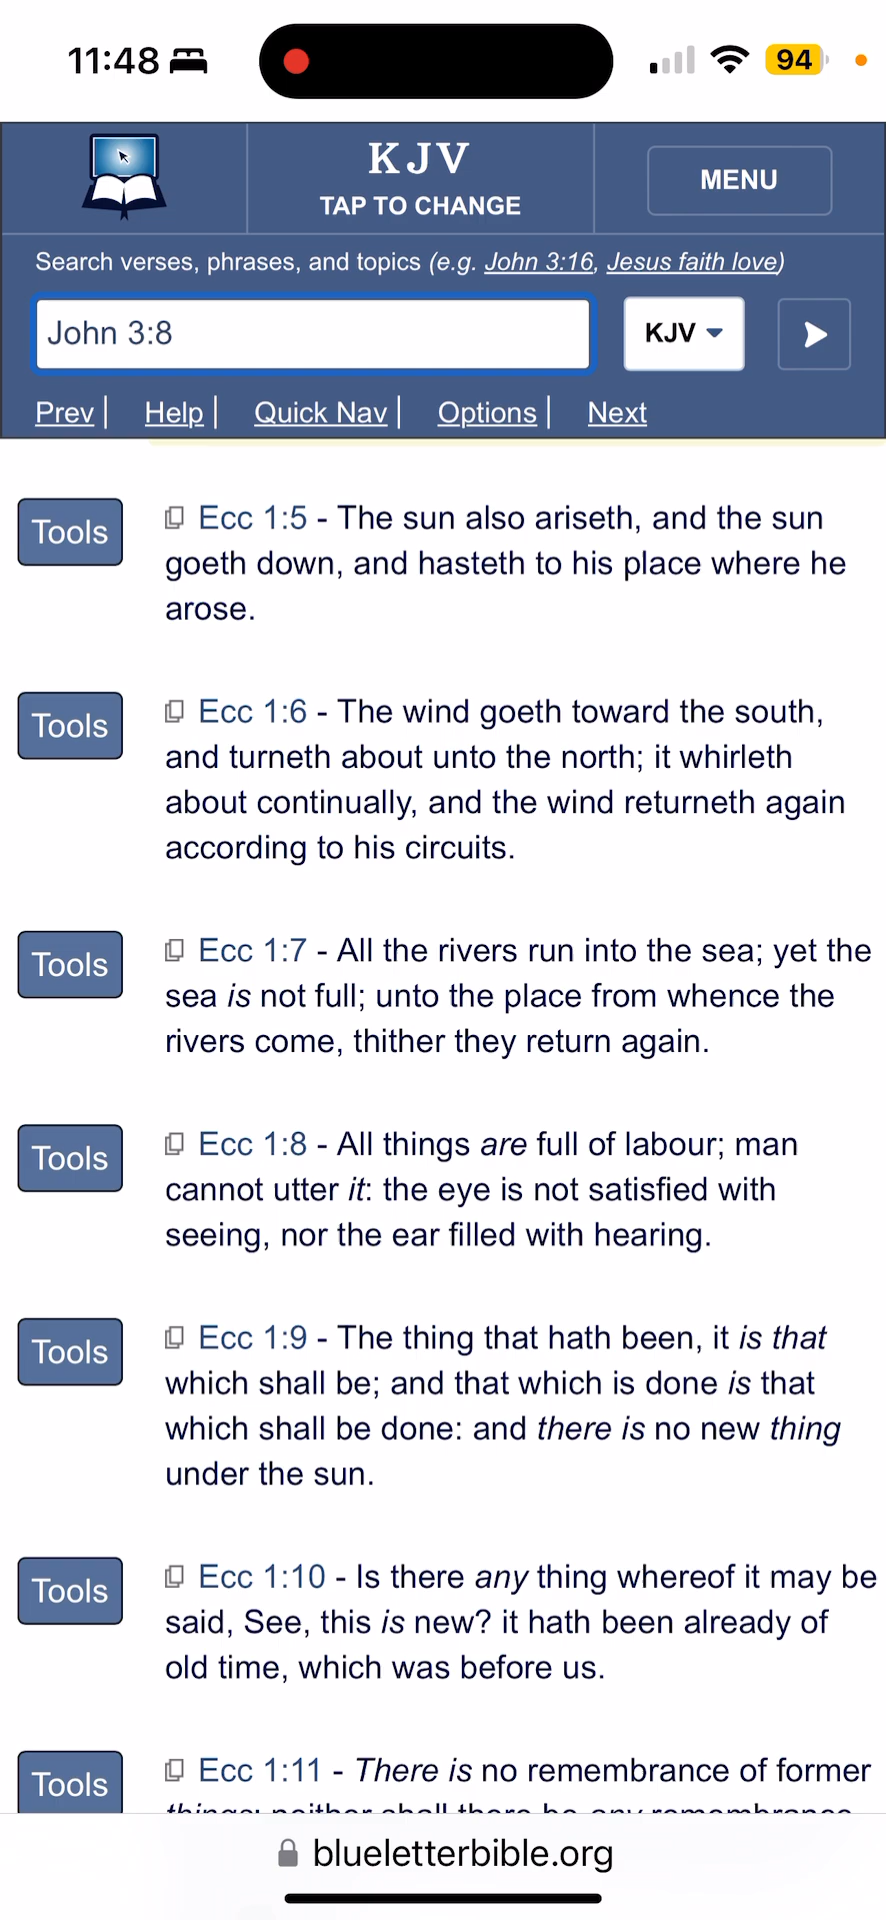 11:48
94
KJV
TAP TO CHANGE
MENU
Search verses, phrases, and topics (e.g. John 3:16, Jesus faith love)
John 3:8
KJV
Prev | Help | Quick Nav | Options | Next
Tools
Ecc 1:5 - The sun also ariseth, and the sun
goeth down, and hasteth to his place where he
arose.
Tools
Ecc 1:6 - The wind goeth toward the south,
and turneth about unto the north; it whirleth
about continually, and the wind returneth again
according to his circuits.
Tools
Ecc 1:7 - All the rivers run into the sea; yet the
sea is not full; unto the place from whence the
rivers come, thither they return again.
Tools
Ecc 1:8 - All things are full of labour; man
cannot utter it: the eye is not satisfied with
seeing, nor the ear filled with hearing.
Tools
Ecc 1:9 - The thing that hath been, it is that
which shall be; and that which is done is that
which shall be done: and there is no new thing
under the sun.
Tools
Ecc 1:10 - Is there any thing whereof it may be
said, See, this is new? it hath been already of
old time, which was before us.
Tools
Ecc 1:11 - There is no remembrance of former
things; neither shall there be any remembrance
blueletterbible.org